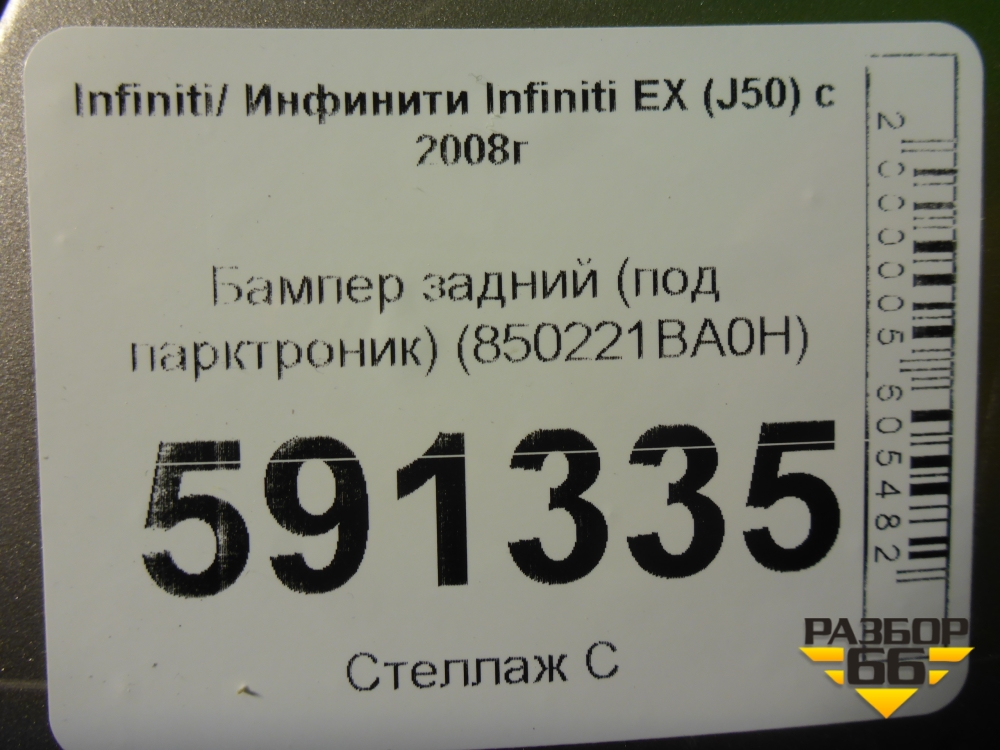 Infiniti/ Инфинити Infiniti EX (J50) с
2008г
Бампер задний (под
парктроник) (850221BA0H)
591335
Стеллаж С
2000005605482
РАЗБОР
66